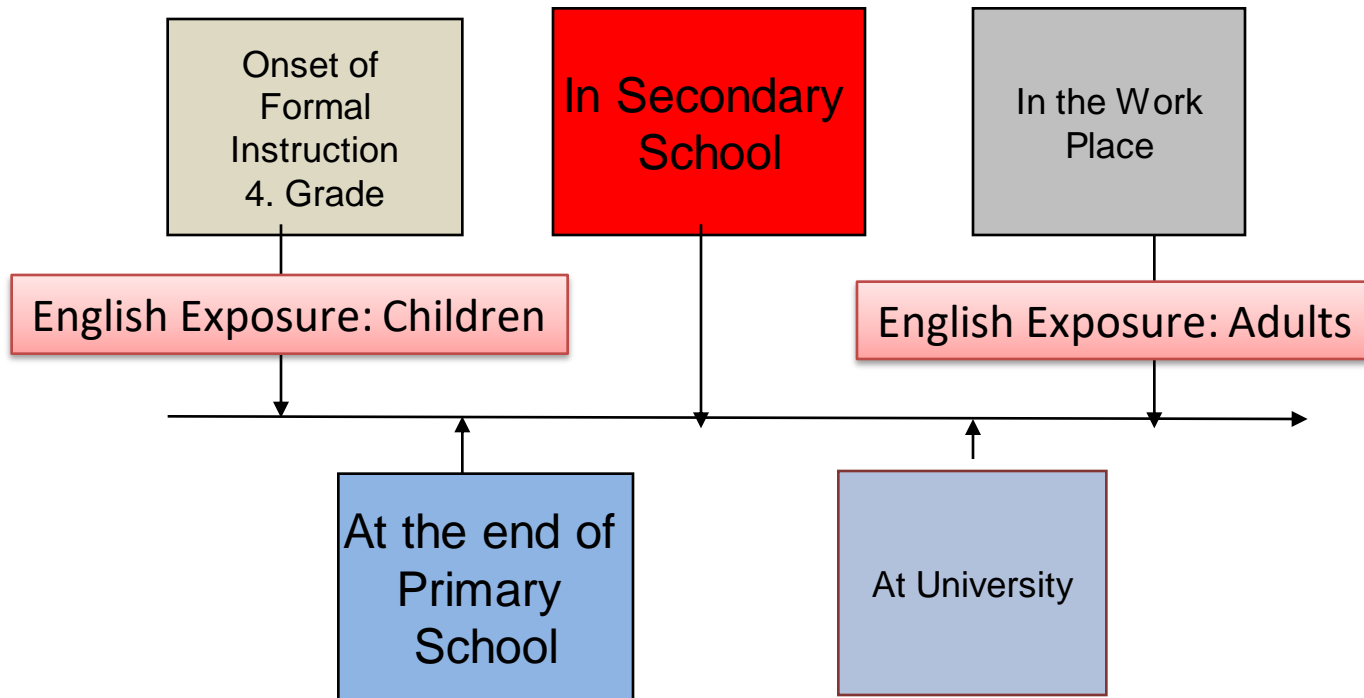 Onset of
Formal
Instruction
4. Grade
In Secondary
School
In the Work
Place
English Exposure: Children
English Exposure: Adults
At the end of
Primary
School
At University